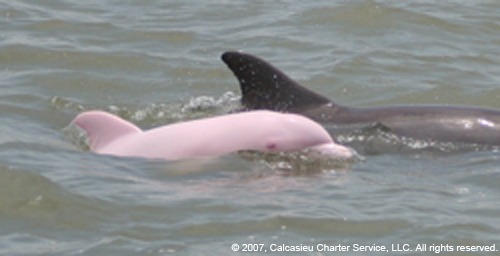 © 2007, Calcasieu Charter Service, LLC. All rights reserved.